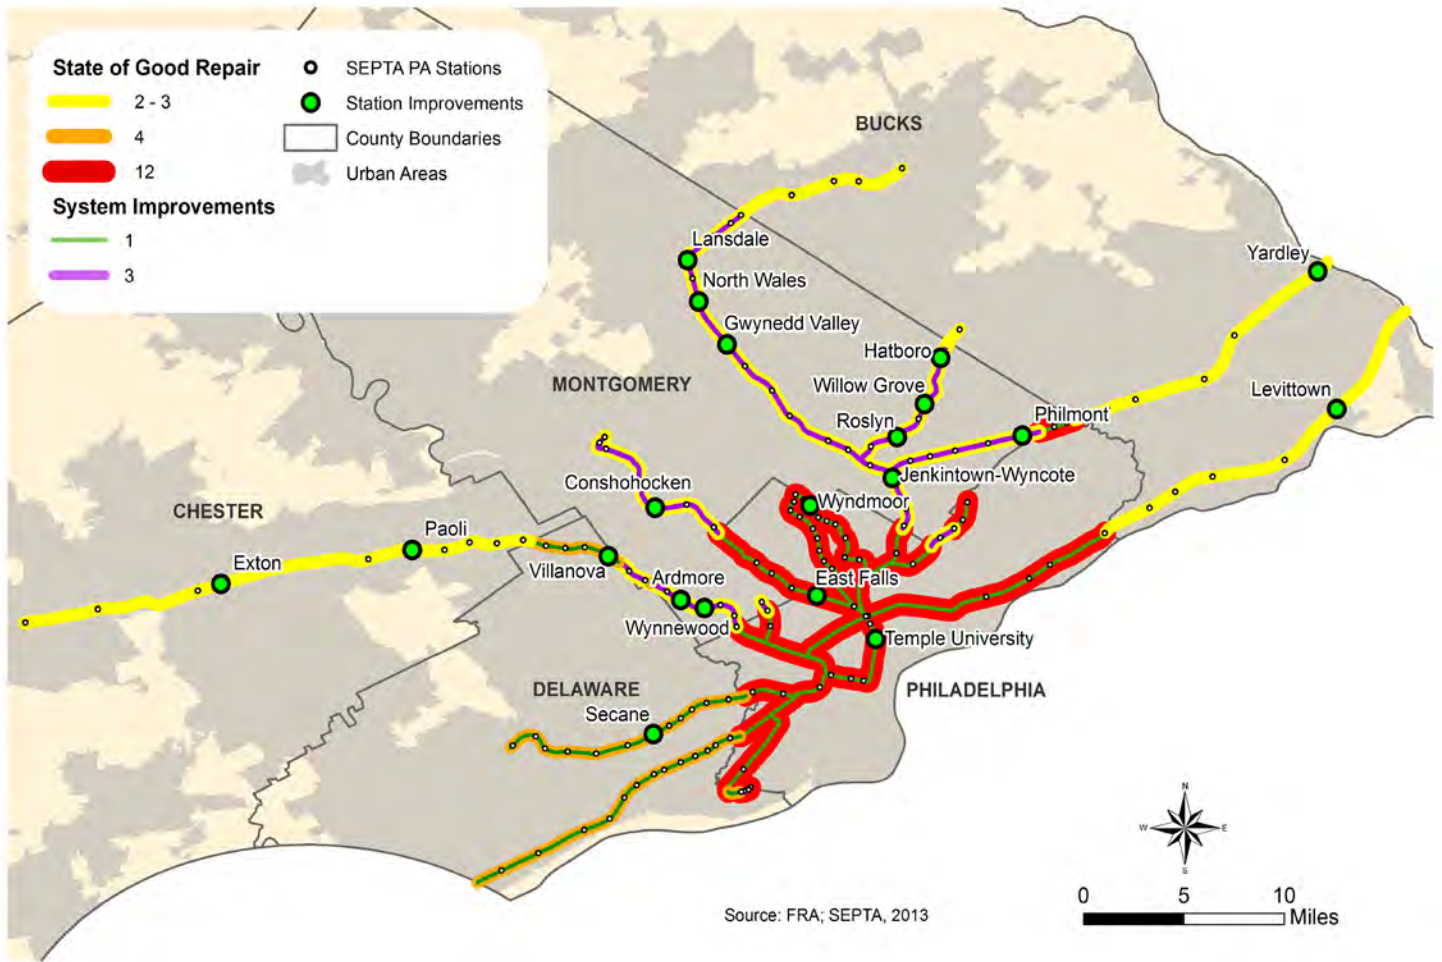 State of Good Repair
2 - 3
4
12
System Improvements
1
3
SEPTA PA Stations
Station Improvements
County Boundaries
Urban Areas
BUCKS
Lansdale
North Wales
Gwynedd Valley
Yardley
Hatboro
MONTGOMERY
Willow Grove
Levittown
Roslyn
Philmont
Conshohocken
Jenkintown-Wyncote
Wyndmoor
CHESTER
Paoli
Exton
Villanova
Ardmore
East Falls
Wynnewood
Temple University
DELAWARE
PHILADELPHIA
Secane
N
W
E
S
0 5 10
Miles
Source: FRA; SEPTA, 2013